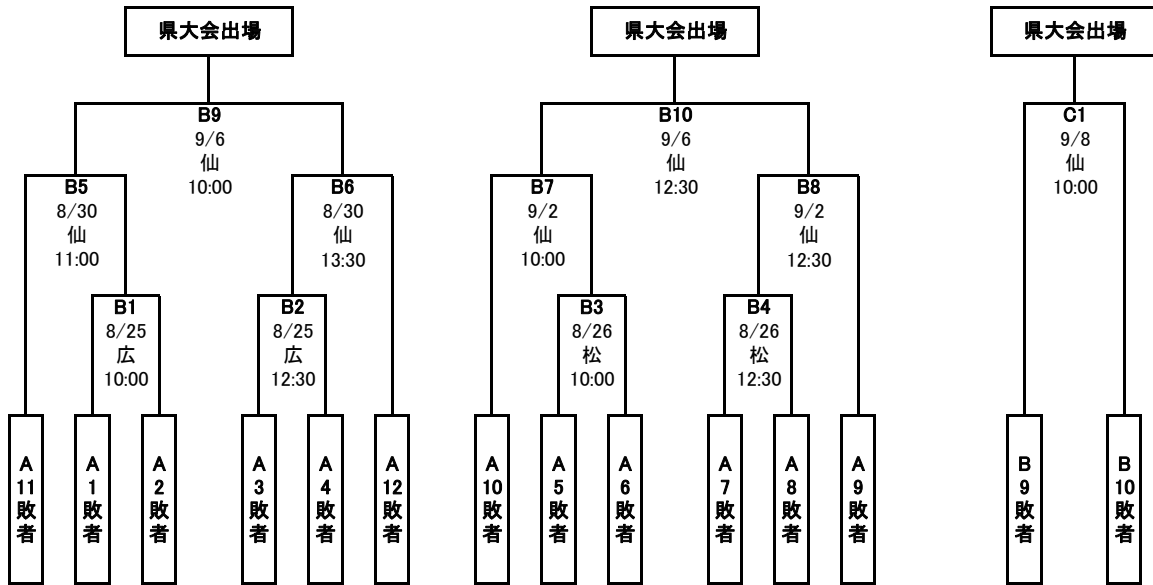 県大会出場
県大会出場
県大会出場
B9
9/6
仙
10:00
B10
9/6
仙
12:30
C1
9/8
仙
10:00
B5
8/30
仙
11:00
B6
8/30
仙
13:30
B7
9/2
仙
10:00
B8
9/2
仙
12:30
B1
8/25
広
10:00
B2
8/25
広
12:30
B3
8/26
松
10:00
B4
8/26
松
12:30
A11敗者
A1敗者
A2敗者
A3敗者
A4敗者
A12敗者
A10敗者
A5敗者
A6敗者
A7敗者
A8敗者
A9敗者
B9敗者
B10敗者